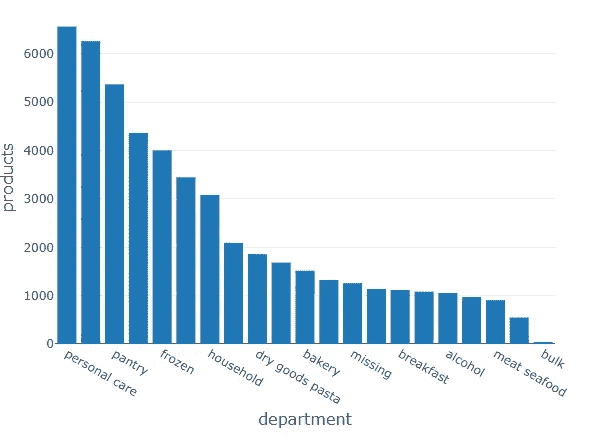 products
6000
5000
4000
3000
2000
1000
0
personal care
pantry
frozen
household
dry goods pasta
bakery
missing
breakfast
alcohol
meat seafood
bulk
department